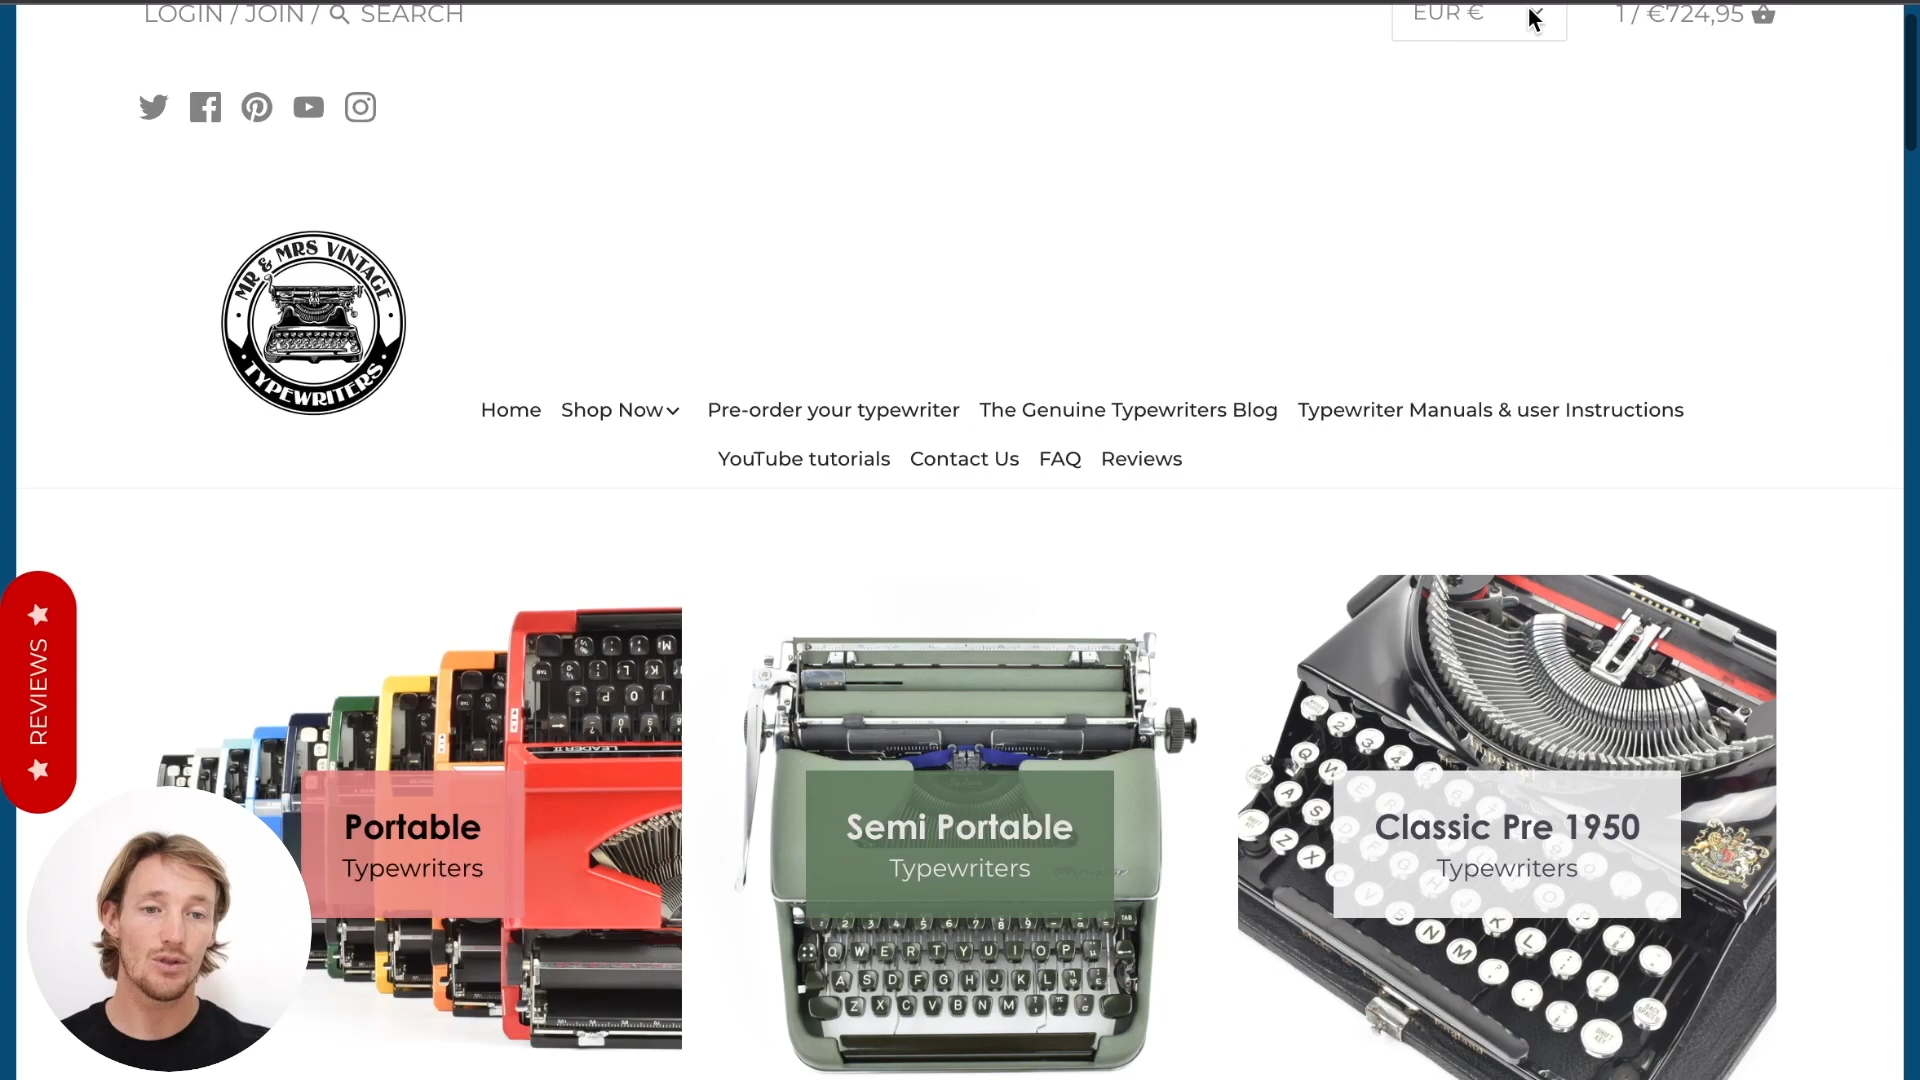 LOGIN / JOIN / SEARCH
EUR €
1 / €724,95
MR & MRS VINTAGE
TYPEWRITERS
Home Shop Now Pre-order your typewriter The Genuine Typewriters Blog Typewriter Manuals & user Instructions
YouTube tutorials Contact Us FAQ Reviews
REVIEWS
Portable
Typewriters
Semi Portable
Typewriters
Classic Pre 1950
Typewriters
LEADER II
Q W E R T Y U I O P
A S D F G H J K L
Z X C V B N M